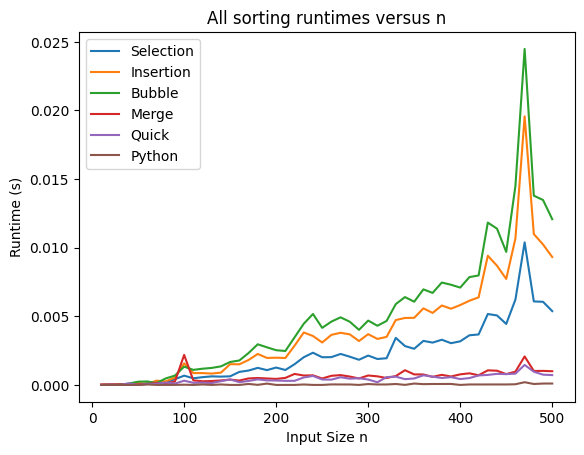 All sorting runtimes versus n
Selection
Insertion
Bubble
Merge
Quick
Python
0.025
0.020
0.015
0.010
0.005
0.000
Runtime (s)
0
100
200
300
400
500
Input Size n